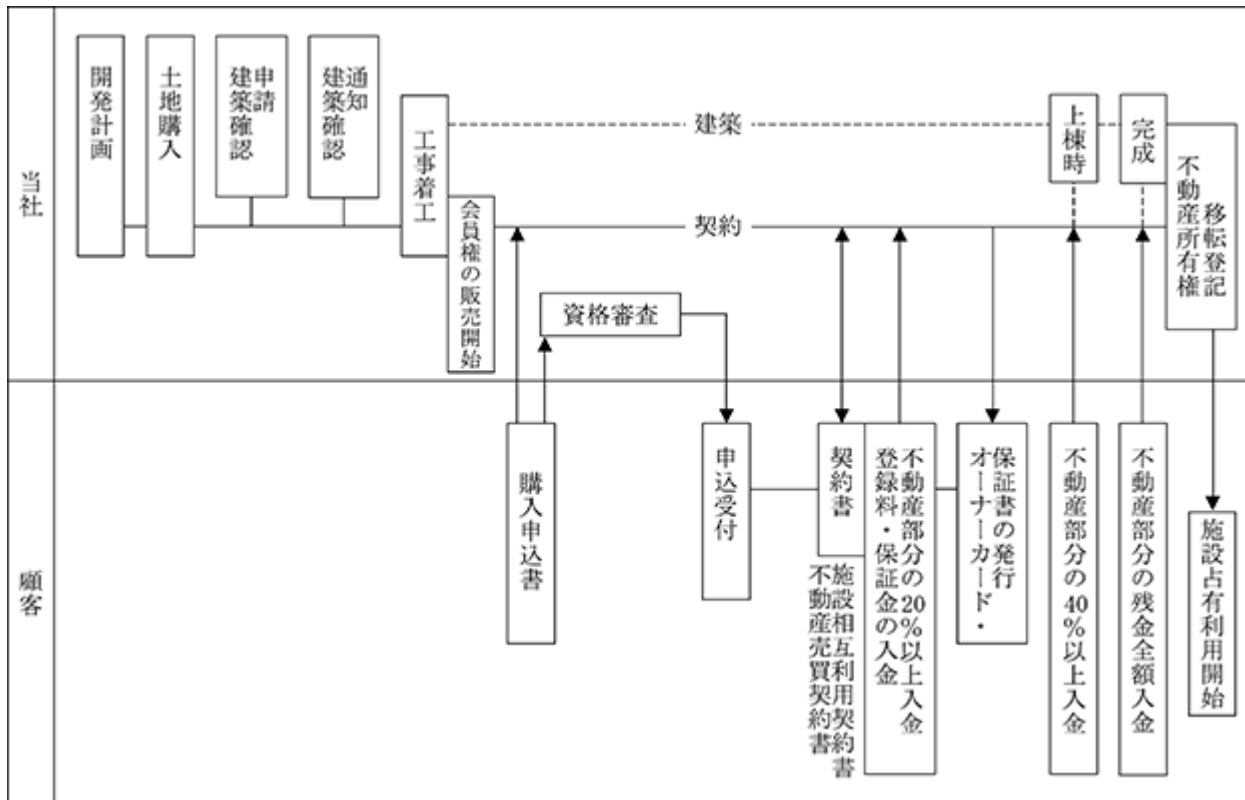 当社
開発計画
土地購入
建築確認
申請
建築確認
通知
工事着工
会員権の販売開始
建築
契約
上棟時
完成
不動産所有権
移転登記
資格審査
顧客
購入申込書
申込受付
契約書
不動産売買契約書
施設相互利用契約書
登録料・保証金の入金
不動産部分の20%以上入金
オーナーカード・
保証書の発行
不動産部分の40%以上入金
不動産部分の残金全額入金
施設占有利用開始